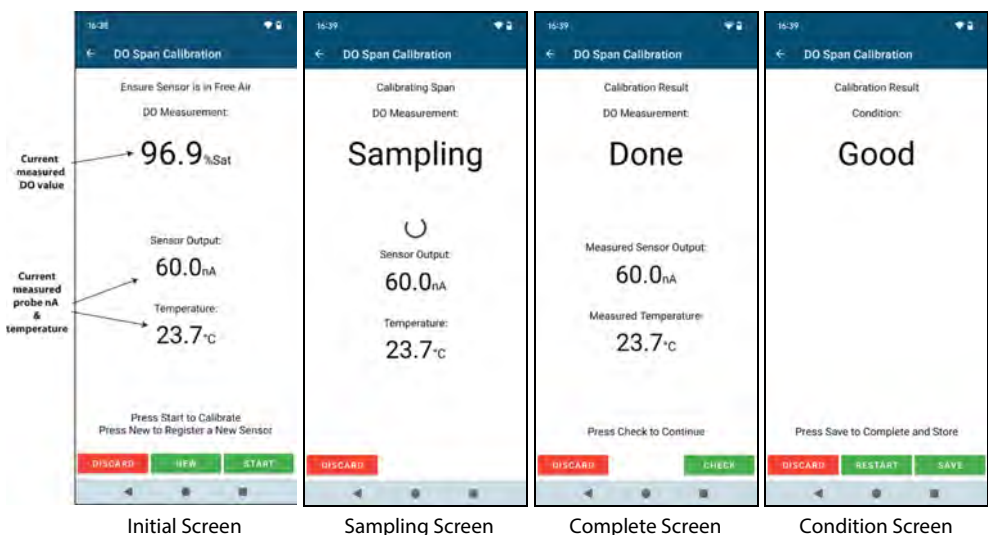 16:38
DO Span Calibration
Ensure Sensor is in Free Air
DO Measurement:
Current
measured
DO value
96.9 %Sat
Sensor Output:
60.0nA
Current
measured
probe nA
&
temperature
Temperature:
23.7°C
Press Start to Calibrate
Press New to Register a New Sensor
DISCARD NEW START
Initial Screen
16:39
DO Span Calibration
Calibrating Span
DO Measurement:
Sampling
Sensor Output:
60.0nA
Temperature:
23.7°C
DISCARD
Sampling Screen
16:39
DO Span Calibration
Calibration Result
DO Measurement:
Done
Measured Sensor Output:
60.0nA
Measured Temperature:
23.7°C
Press Check to Continue
DISCARD CHECK
Complete Screen
16:39
DO Span Calibration
Calibration Result
Condition:
Good
Press Save to Complete and Store
DISCARD RESTART SAVE
Condition Screen